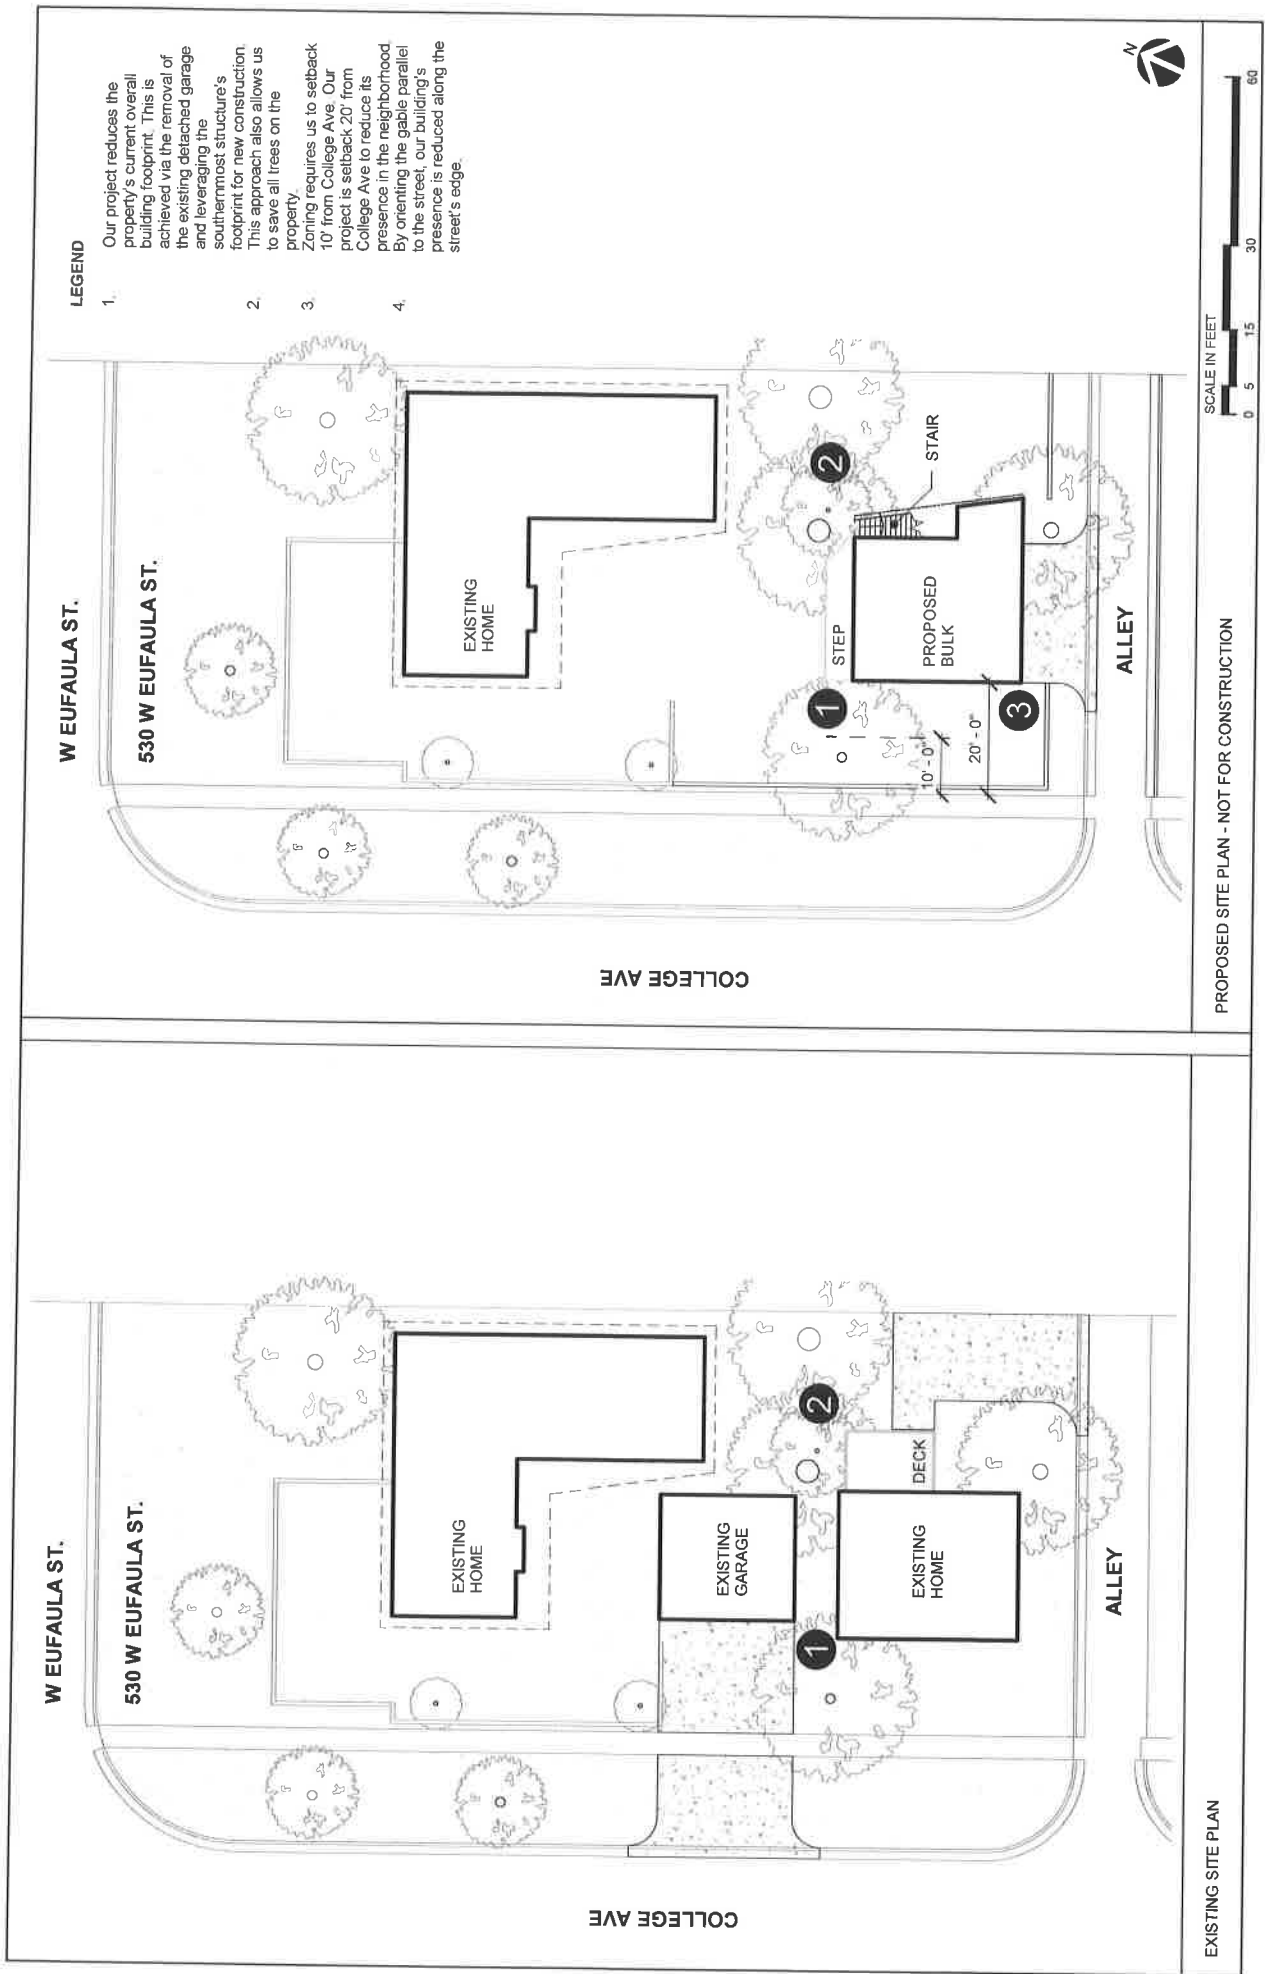 W EUFAULA ST.
530 W EUFAULA ST.
EXISTING
HOME
EXISTING
GARAGE
EXISTING
HOME
DECK
1
2
ALLEY
COLLEGE AVE
EXISTING SITE PLAN
W EUFAULA ST.
530 W EUFAULA ST.
EXISTING
HOME
STEP
PROPOSED
BULK
STAIR
1
2
3
10' - 0"
20' - 0"
ALLEY
COLLEGE AVE
LEGEND
1. Our project reduces the
property's current overall
building footprint. This is
achieved via the removal of
the existing detached garage
and leveraging the
southernmost structure's
footprint for new construction.
2. This approach also allows us
to save all trees on the
property.
3. Zoning requires us to setback
10' from College Ave. Our
project is setback 20' from
College Ave to reduce its
presence in the neighborhood.
4. By orienting the gable parallel
to the street, our building's
presence is reduced along the
street's edge.
N
SCALE IN FEET
0 5 15 30 60
PROPOSED SITE PLAN - NOT FOR CONSTRUCTION